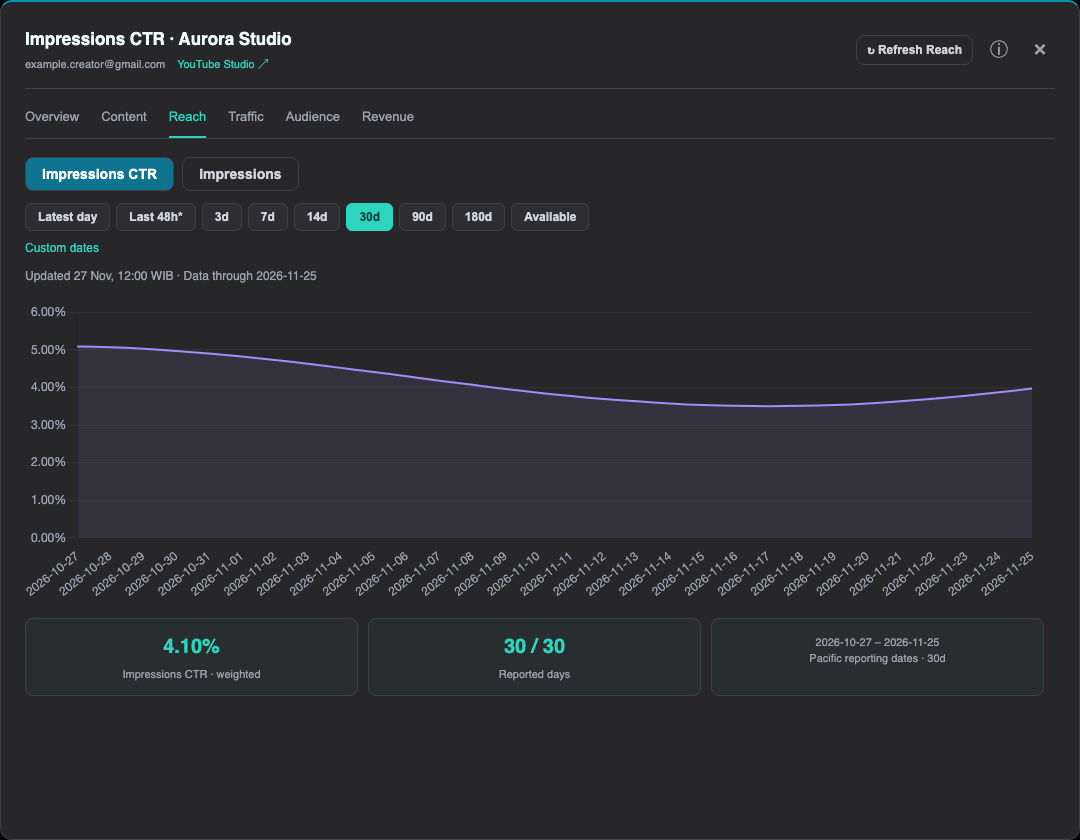 Impressions CTR · Aurora Studio
example.creator@gmail.com YouTube Studio ↗
↻ Refresh Reach ⓘ ✕
Overview Content Reach Traffic Audience Revenue
Impressions CTR Impressions
Latest day Last 48h* 3d 7d 14d 30d 90d 180d Available
Custom dates
Updated 27 Nov, 12:00 WIB · Data through 2026-11-25
6.00%
5.00%
4.00%
3.00%
2.00%
1.00%
0.00%
2026-10-27 2026-10-28 2026-10-29 2026-10-30 2026-10-31 2026-11-01 2026-11-02 2026-11-03 2026-11-04 2026-11-05 2026-11-06 2026-11-07 2026-11-08 2026-11-09 2026-11-10 2026-11-11 2026-11-12 2026-11-13 2026-11-14 2026-11-15 2026-11-16 2026-11-17 2026-11-18 2026-11-19 2026-11-20 2026-11-21 2026-11-22 2026-11-23 2026-11-24 2026-11-25
4.10%
Impressions CTR · weighted
30 / 30
Reported days
2026-10-27 – 2026-11-25
Pacific reporting dates · 30d